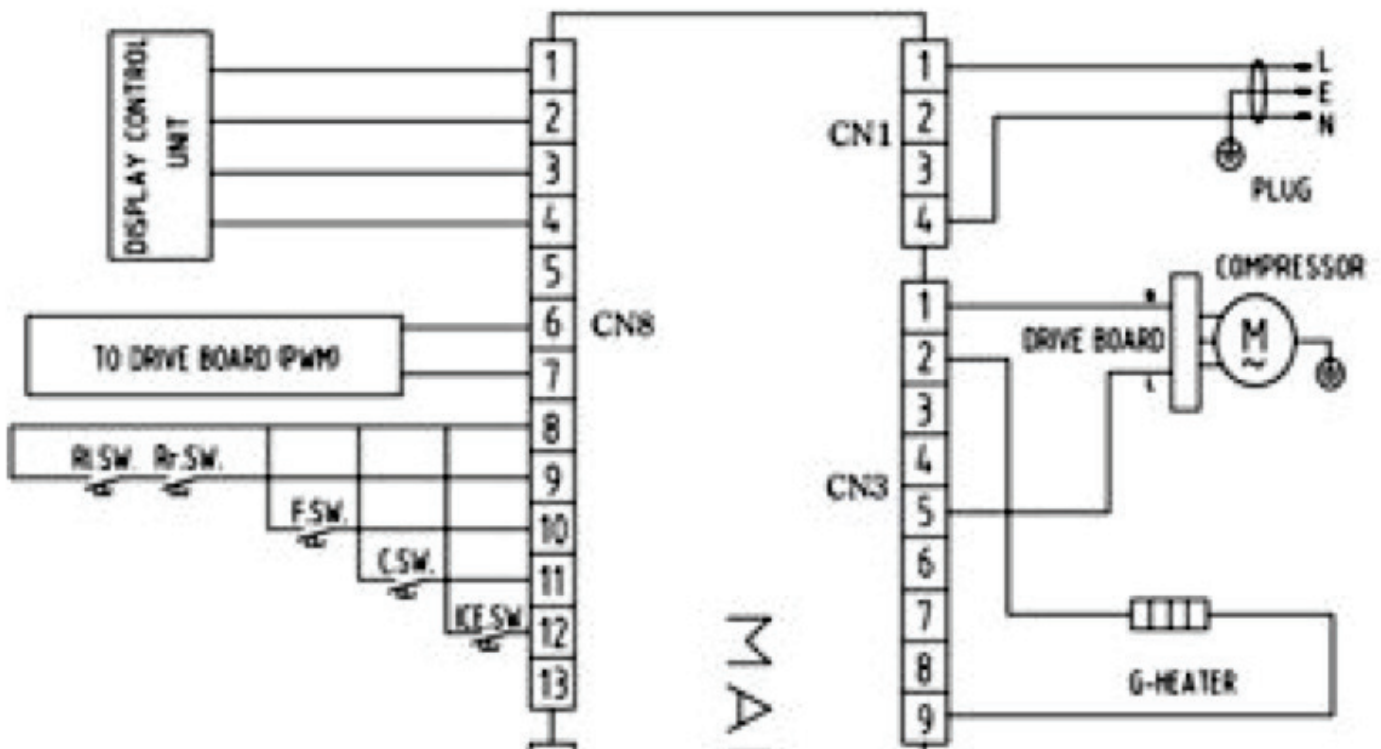 DISPLAY CONTROL
UNIT
1
2
3
4
5
6
7
8
9
10
11
12
13
CN8
TO DRIVE BOARD (PWM)
Rl.SW. Rr.SW.
F.SW.
C.SW.
ICE.SW
CN1
1
2
3
4
L
E
N
PLUG
COMPRESSOR
DRIVE BOARD
L
M
~
CN3
1
2
3
4
5
6
7
8
9
G-HEATER
M A